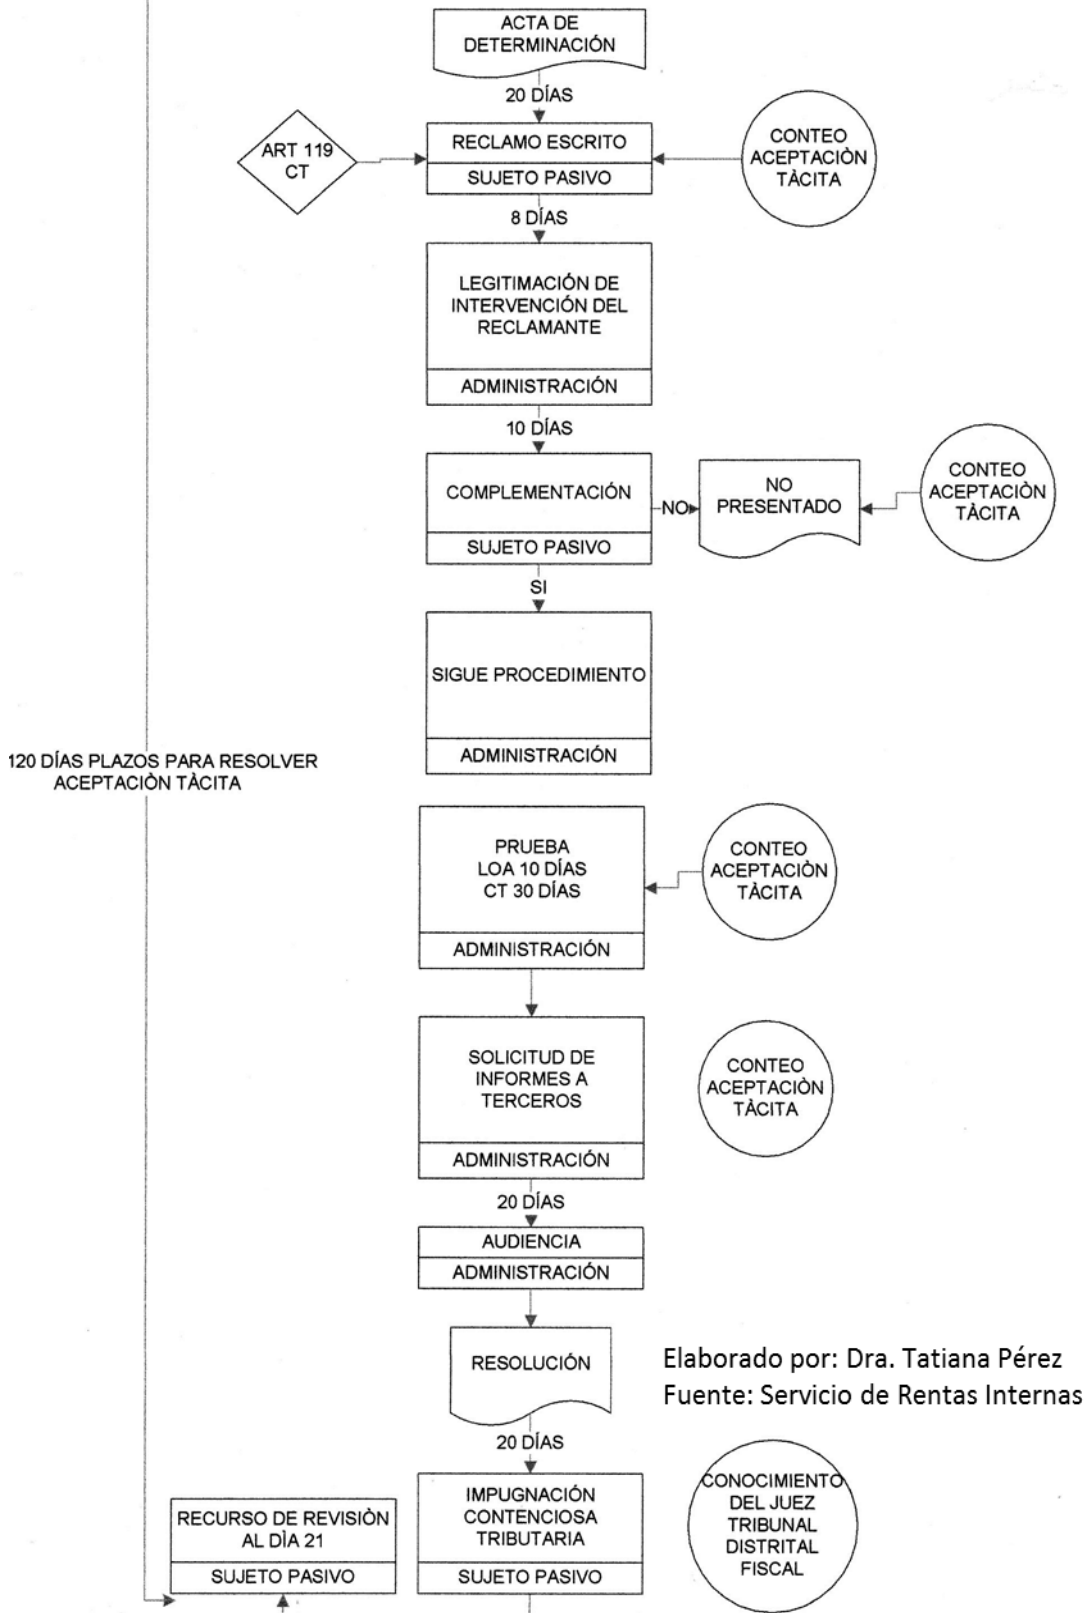 ACTA DE
DETERMINACIÓN
20 DÍAS
ART 119
CT
RECLAMO ESCRITO
SUJETO PASIVO
CONTEO
ACEPTACIÒN
TÀCITA
8 DÍAS
LEGITIMACIÓN DE
INTERVENCIÓN DEL
RECLAMANTE
ADMINISTRACIÓN
10 DÍAS
COMPLEMENTACIÓN
SUJETO PASIVO
NO
NO
PRESENTADO
CONTEO
ACEPTACIÒN
TÀCITA
SI
SIGUE PROCEDIMIENTO
ADMINISTRACIÓN
120 DÍAS PLAZOS PARA RESOLVER
ACEPTACIÒN TÀCITA
PRUEBA
LOA 10 DÍAS
CT 30 DÍAS
ADMINISTRACIÓN
CONTEO
ACEPTACIÒN
TÀCITA
SOLICITUD DE
INFORMES A
TERCEROS
ADMINISTRACIÓN
CONTEO
ACEPTACIÒN
TÀCITA
20 DÍAS
AUDIENCIA
ADMINISTRACIÓN
RESOLUCIÓN
Elaborado por: Dra. Tatiana Pérez
Fuente: Servicio de Rentas Internas
20 DÍAS
RECURSO DE REVISIÒN
AL DÌA 21
SUJETO PASIVO
IMPUGNACIÓN
CONTENCIOSA
TRIBUTARIA
SUJETO PASIVO
CONOCIMIENTO
DEL JUEZ
TRIBUNAL
DISTRITAL
FISCAL